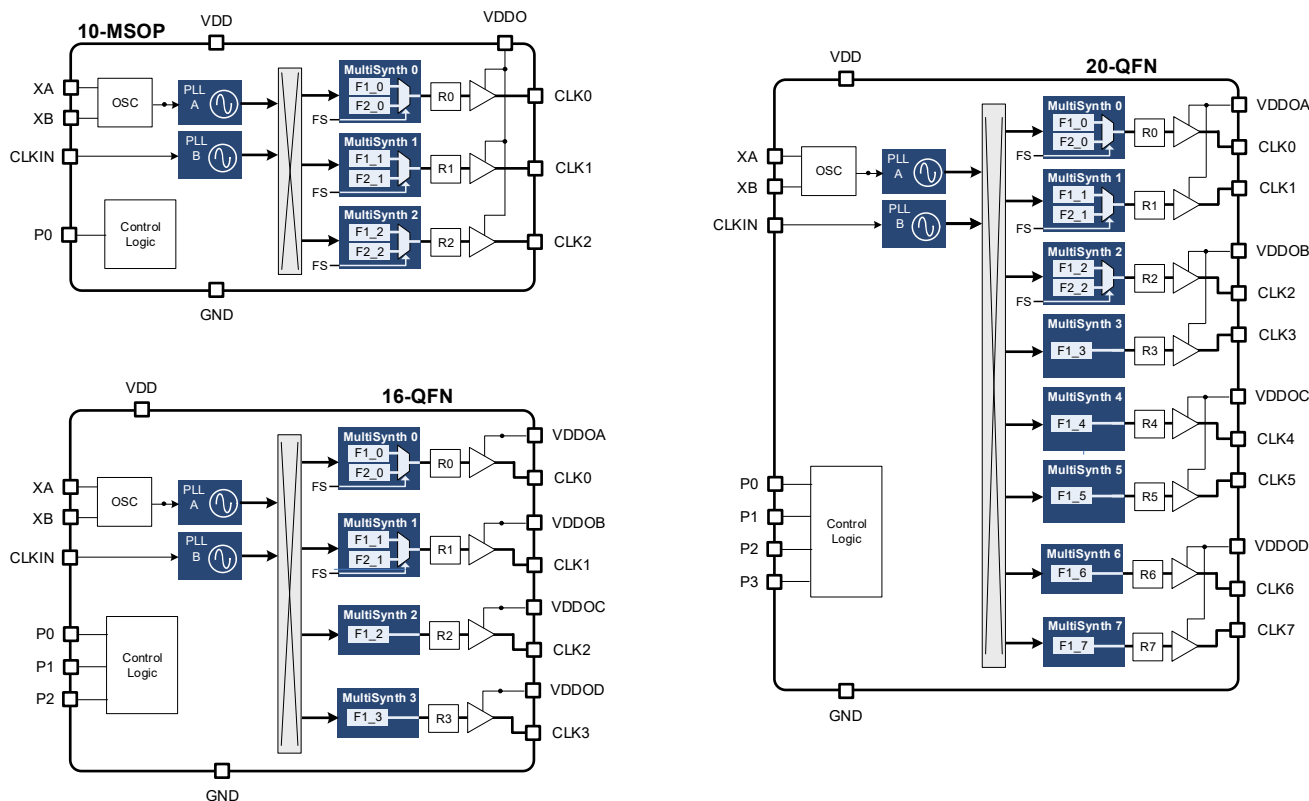 10-MSOP
VDD
VDDO
XA
XB
CLKIN
P0
OSC
PLL
A
PLL
B
Control
Logic
MultiSynth 0
F1_0
F2_0
FS
R0
CLK0
MultiSynth 1
F1_1
F2_1
FS
R1
CLK1
MultiSynth 2
F1_2
F2_2
FS
R2
CLK2
GND
16-QFN
VDD
XA
XB
CLKIN
P0
P1
P2
OSC
PLL
A
PLL
B
Control
Logic
MultiSynth 0
F1_0
F2_0
FS
R0
VDDOA
CLK0
MultiSynth 1
F1_1
F2_1
FS
R1
VDDOB
CLK1
MultiSynth 2
F1_2
R2
VDDOC
CLK2
MultiSynth 3
F1_3
R3
VDDOD
CLK3
GND
20-QFN
VDD
XA
XB
CLKIN
P0
P1
P2
P3
OSC
PLL
A
PLL
B
Control
Logic
MultiSynth 0
F1_0
F2_0
FS
R0
VDDOA
CLK0
MultiSynth 1
F1_1
F2_1
FS
R1
CLK1
MultiSynth 2
F1_2
F2_2
FS
R2
VDDOB
CLK2
MultiSynth 3
F1_3
R3
CLK3
MultiSynth 4
F1_4
R4
VDDOC
CLK4
MultiSynth 5
F1_5
R5
CLK5
MultiSynth 6
F1_6
R6
VDDOD
CLK6
MultiSynth 7
F1_7
R7
CLK7
GND